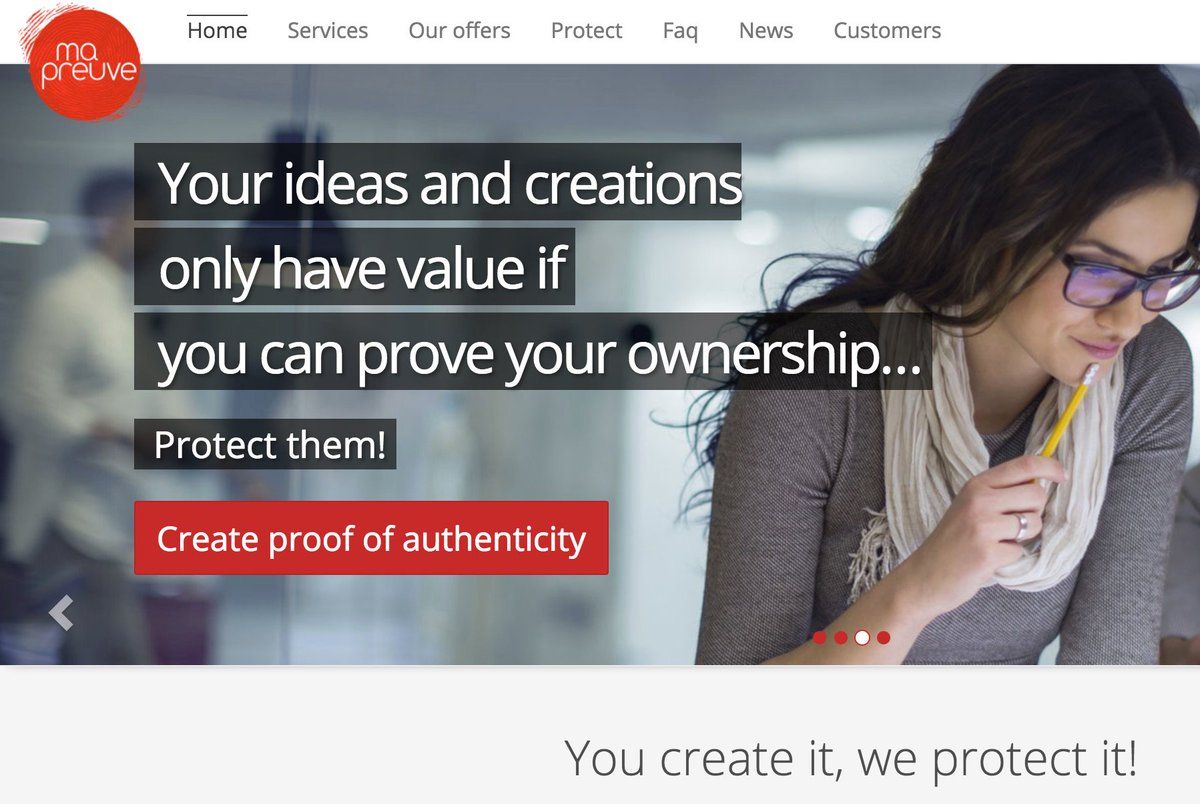 ma
preuve
Home
Services
Our offers
Protect
Faq
News
Customers
Your ideas and creations
only have value if
you can prove your ownership...
Protect them!
Create proof of authenticity
You create it, we protect it!